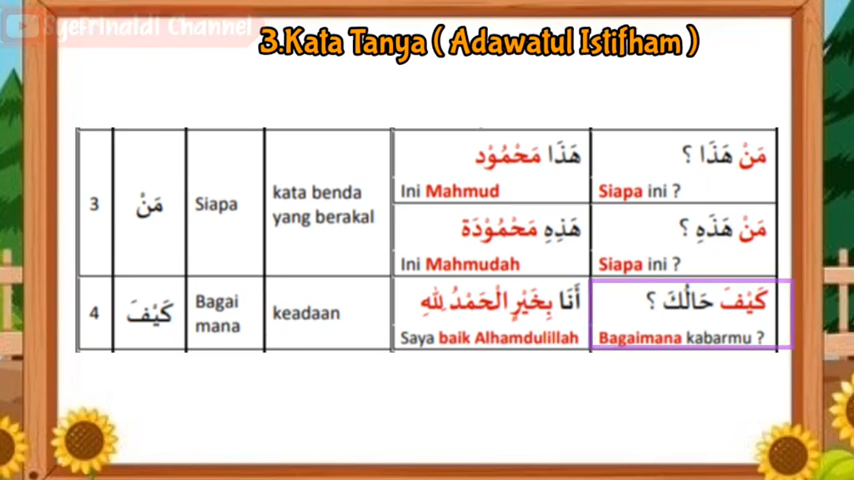 Syefrinaldi Channel
3.Kata Tanya ( Adawatul Istifham )
3
مَنْ
Siapa
kata benda
yang berakal
هَذَا مَحْمُوْد
Ini Mahmud
مَنْ هَذَا ؟
Siapa ini ?
هَذِهِ مَحْمُوْدَة
Ini Mahmudah
مَنْ هَذَهِ ؟
Siapa ini ?
4
كَيْفَ
Bagai
mana
keadaan
أَنَا بِخَيْرٍ الْحَمْدُ لِلهِ
Saya baik Alhamdulillah
كَيْفَ حَالُكَ ؟
Bagaimana kabarmu ?